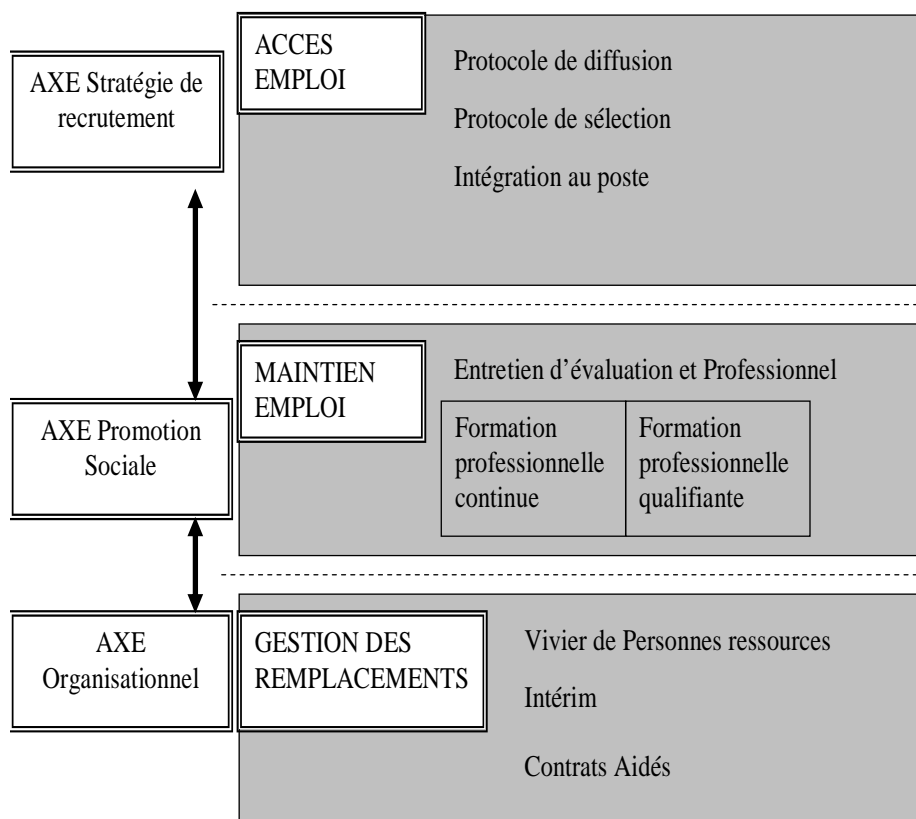 AXE Stratégie de
recrutement
ACCES
EMPLOI
Protocole de diffusion
Protocole de sélection
Intégration au poste
AXE Promotion
Sociale
MAINTIEN
EMPLOI
Entretien d’évaluation et Professionnel
Formation
professionnelle
continue
Formation
professionnelle
qualifiante
AXE
Organisationnel
GESTION DES
REMPLACEMENTS
Vivier de Personnes ressources
Intérim
Contrats Aidés